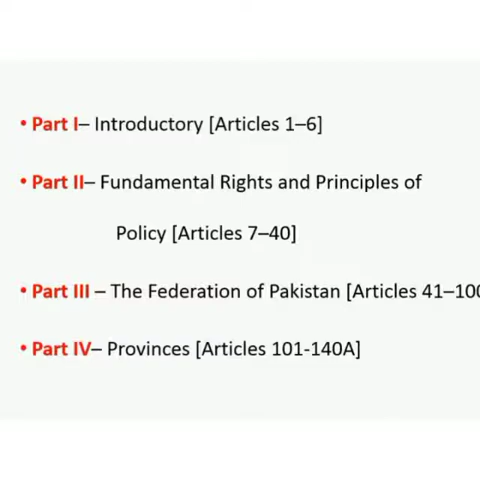 • Part I– Introductory [Articles 1–6]
• Part II– Fundamental Rights and Principles of
Policy [Articles 7–40]
• Part III – The Federation of Pakistan [Articles 41–100
• Part IV– Provinces [Articles 101-140A]